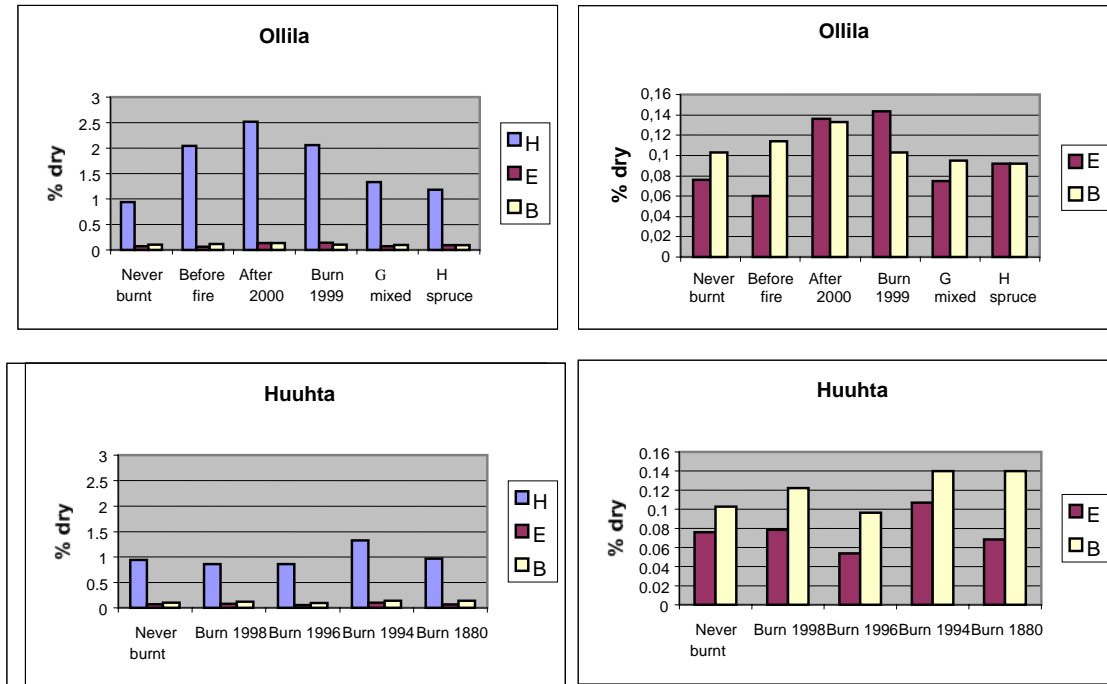 Ollila
% dry
3
2.5
2
1.5
1
0.5
0
Never burnt
Before fire
After 2000
Burn 1999
G mixed
H spruce
H
E
B
Ollila
% dry
0,16
0,14
0,12
0,1
0,08
0,06
0,04
0,02
0
Never burnt
Before fire
After 2000
Burn 1999
G mixed
H spruce
E
B
Huuhta
% dry
3
2.5
2
1.5
1
0.5
0
Never burnt
Burn 1998
Burn 1996
Burn 1994
Burn 1880
H
E
B
Huuhta
% dry
0.16
0.14
0.12
0.1
0.08
0.06
0.04
0.02
0
Never burnt
Burn 1998
Burn 1996
Burn 1994
Burn 1880
E
B